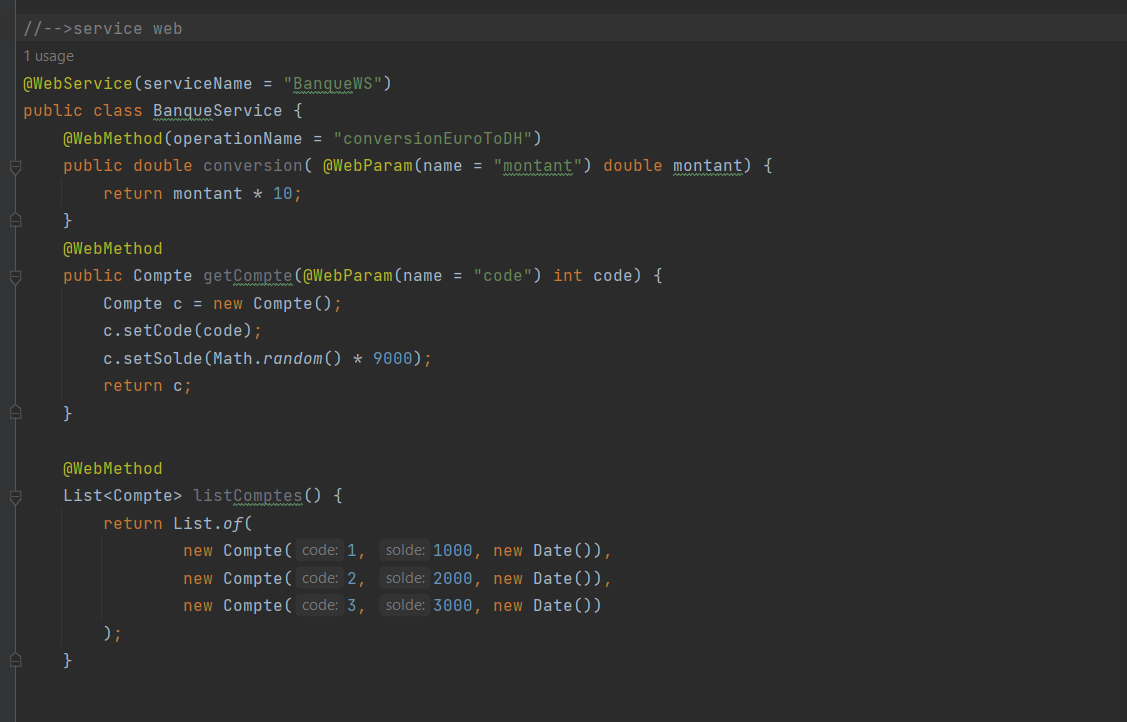 //-->service web
1 usage
@WebService(serviceName = "BanqueWS")
public class BanqueService {
@WebMethod(operationName = "conversionEuroToDH")
public double conversion( @WebParam(name = "montant") double montant) {
return montant * 10;
}
@WebMethod
public Compte getCompte(@WebParam(name = "code") int code) {
Compte c = new Compte();
c.setCode(code);
c.setSolde(Math.random() * 9000);
return c;
}
@WebMethod
List<Compte> listComptes() {
return List.of(
new Compte( code: 1, solde: 1000, new Date()),
new Compte( code: 2, solde: 2000, new Date()),
new Compte( code: 3, solde: 3000, new Date())
);
}